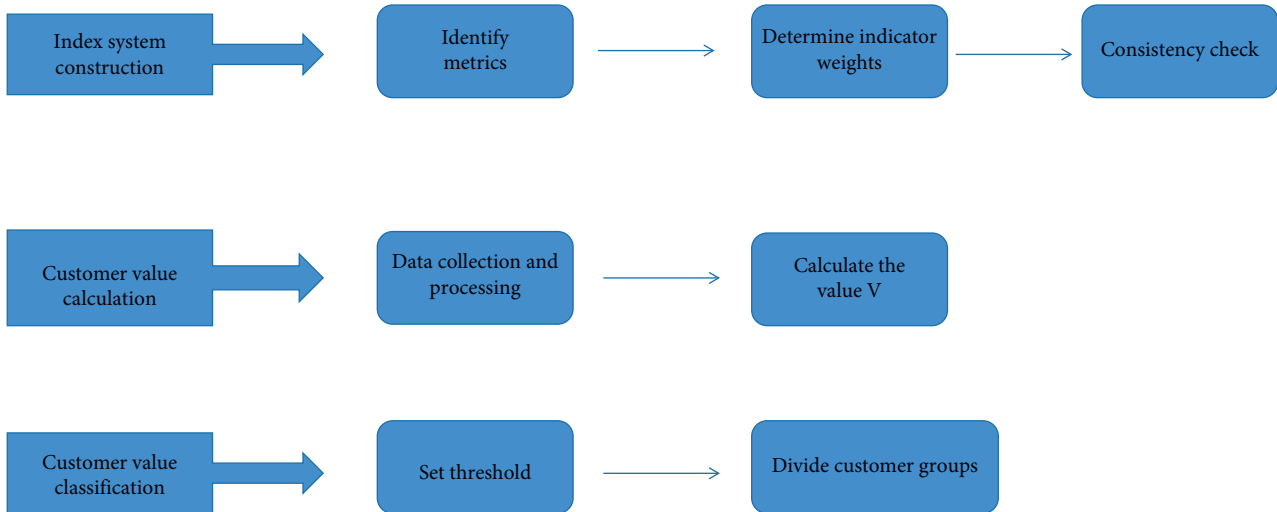 Index system
construction
Identify
metrics
Determine indicator
weights
Consistency check
Customer value
calculation
Data collection and
processing
Calculate the
value V
Customer value
classification
Set threshold
Divide customer groups